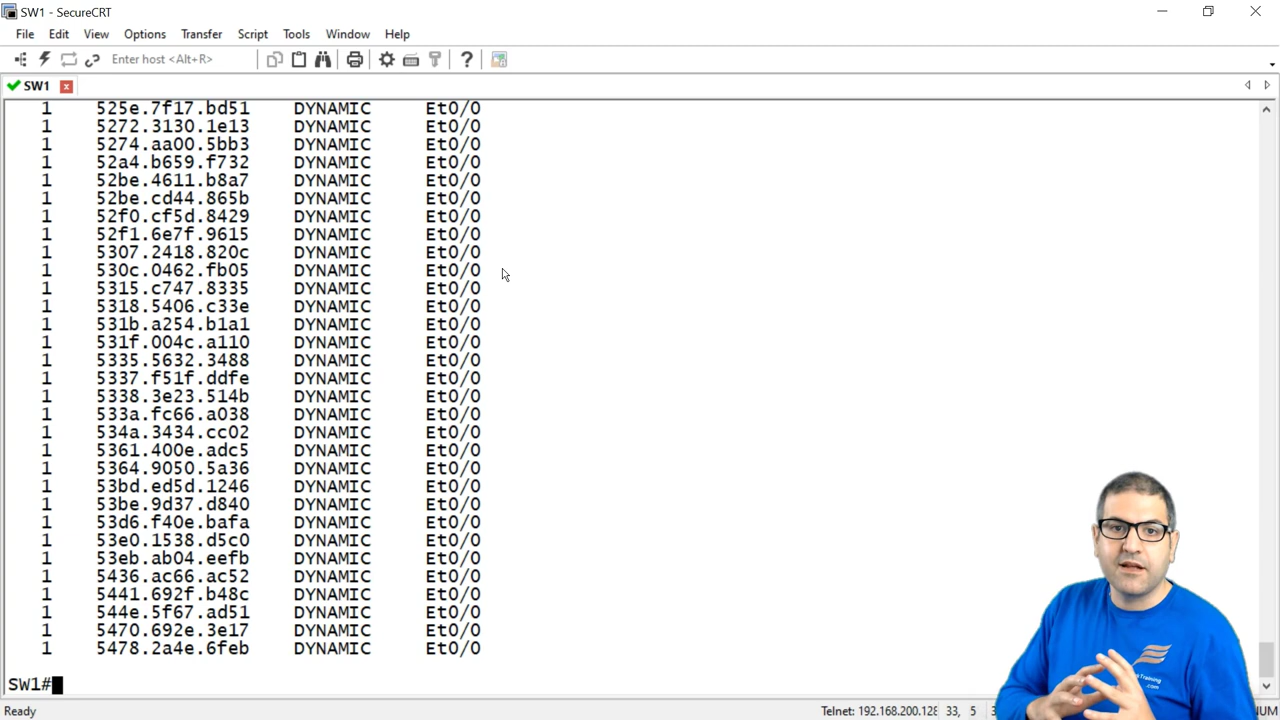 SW1 - SecureCRT
File Edit View Options Transfer Script Tools Window Help
Enter host <Alt+R>
SW1
1 525e.7f17.bd51 DYNAMIC Et0/0
1 5272.3130.1e13 DYNAMIC Et0/0
1 5274.aa00.5bb3 DYNAMIC Et0/0
1 52a4.b659.f732 DYNAMIC Et0/0
1 52be.4611.b8a7 DYNAMIC Et0/0
1 52be.cd44.865b DYNAMIC Et0/0
1 52f0.cf5d.8429 DYNAMIC Et0/0
1 52f1.6e7f.9615 DYNAMIC Et0/0
1 5307.2418.820c DYNAMIC Et0/0
1 530c.0462.fb05 DYNAMIC Et0/0
1 5315.c747.8335 DYNAMIC Et0/0
1 5318.5406.c33e DYNAMIC Et0/0
1 531b.a254.b1a1 DYNAMIC Et0/0
1 531f.004c.a110 DYNAMIC Et0/0
1 5335.5632.3488 DYNAMIC Et0/0
1 5337.f51f.ddfe DYNAMIC Et0/0
1 5338.3e23.514b DYNAMIC Et0/0
1 533a.fc66.a038 DYNAMIC Et0/0
1 534a.3434.cc02 DYNAMIC Et0/0
1 5361.400e.adc5 DYNAMIC Et0/0
1 5364.9050.5a36 DYNAMIC Et0/0
1 53bd.ed5d.1246 DYNAMIC Et0/0
1 53be.9d37.d840 DYNAMIC Et0/0
1 53d6.f40e.bafa DYNAMIC Et0/0
1 53e0.1538.d5c0 DYNAMIC Et0/0
1 53eb.ab04.eefb DYNAMIC Et0/0
1 5436.ac66.ac52 DYNAMIC Et0/0
1 5441.692f.b48c DYNAMIC Et0/0
1 544e.5f67.ad51 DYNAMIC Et0/0
1 5470.692e.3e17 DYNAMIC Et0/0
1 5478.2a4e.6feb DYNAMIC Et0/0
SW1#
Training
.com
Ready Telnet: 192.168.200.128 33, 5